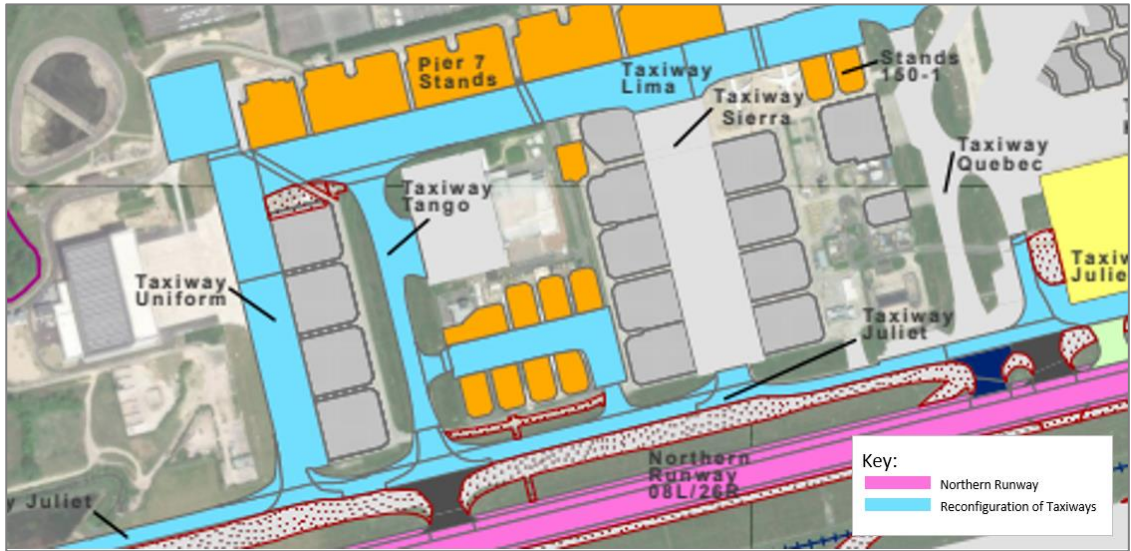 Pier 7
Stands
Taxiway
Lima
Stands
150-1
Taxiway
Sierra
Taxiway
Quebec
Taxiway
Tango
Taxiway
Uniform
Taxiway
Juliet
Northern
Runway
08L/26R
y Juliet
Key:
Northern Runway
Reconfiguration of Taxiways